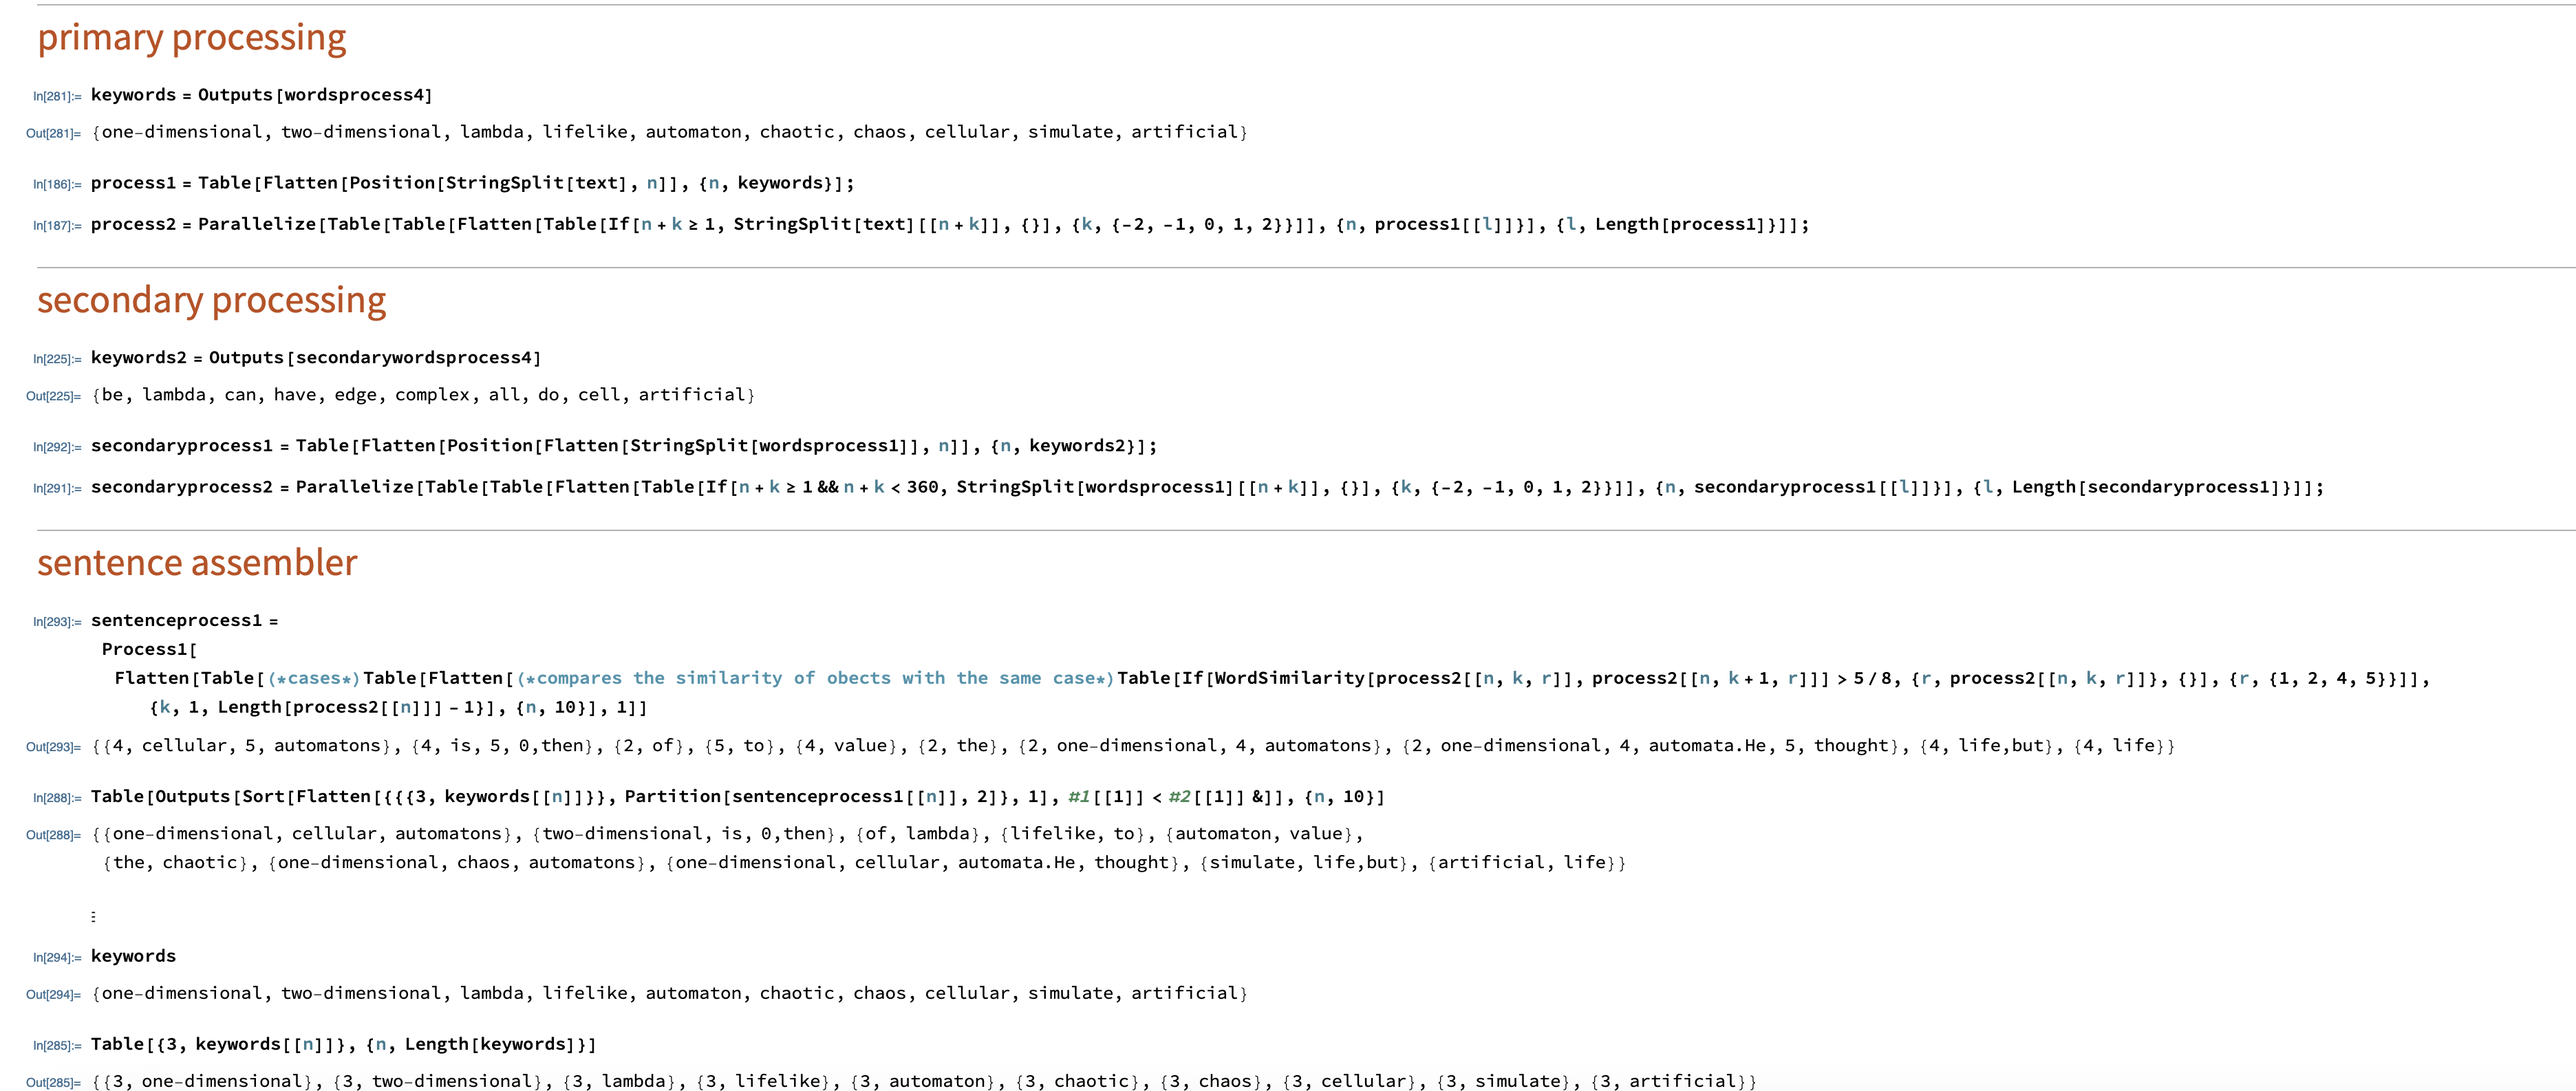 primary processing
In[281]:= keywords = Outputs[wordsprocess4]
Out[281]= {one-dimensional, two-dimensional, lambda, lifelike, automaton, chaotic, chaos, cellular, simulate, artificial}
In[186]:= process1 = Table[Flatten[Position[StringSplit[text], n]], {n, keywords}];
In[187]:= process2 = Parallelize[Table[Table[Flatten[Table[If[n + k ≥ 1, StringSplit[text][[n + k]], {}], {k, {-2, -1, 0, 1, 2}}]], {n, process1[[l]]}], {l, Length[process1]}]];
secondary processing
In[225]:= keywords2 = Outputs[secondarywordsprocess4]
Out[225]= {be, lambda, can, have, edge, complex, all, do, cell, artificial}
In[292]:= secondaryprocess1 = Table[Flatten[Position[Flatten[StringSplit[wordsprocess1]], n]], {n, keywords2}];
In[291]:= secondaryprocess2 = Parallelize[Table[Table[Flatten[Table[If[n + k ≥ 1 && n + k < 360, StringSplit[wordsprocess1][[n + k]], {}], {k, {-2, -1, 0, 1, 2}}]], {n, secondaryprocess1[[l]]}], {l, Length[secondaryprocess1]}]];
sentence assembler
In[293]:= sentenceprocess1 =
Process1[
Flatten[Table[(*cases*)Table[Flatten[(*compares the similarity of obects with the same case*)Table[If[WordSimilarity[process2[[n, k, r]], process2[[n, k + 1, r]]] > 5 / 8, {r, process2[[n, k, r]]}, {}], {r, {1, 2, 4, 5}}]],
{k, 1, Length[process2[[n]]] - 1}], {n, 10}], 1]]
Out[293]= {{4, cellular, 5, automatons}, {4, is, 5, 0,then}, {2, of}, {5, to}, {4, value}, {2, the}, {2, one-dimensional, 4, automatons}, {2, one-dimensional, 4, automata.He, 5, thought}, {4, life,but}, {4, life}}
In[288]:= Table[Outputs[Sort[Flatten[{{{3, keywords[[n]]}}, Partition[sentenceprocess1[[n]], 2]}, 1], #1[[1]] < #2[[1]] &]], {n, 10}]
Out[288]= {{one-dimensional, cellular, automatons}, {two-dimensional, is, 0,then}, {of, lambda}, {lifelike, to}, {automaton, value},
{the, chaotic}, {one-dimensional, chaos, automatons}, {one-dimensional, cellular, automata.He, thought}, {simulate, life,but}, {artificial, life}}
In[294]:= keywords
Out[294]= {one-dimensional, two-dimensional, lambda, lifelike, automaton, chaotic, chaos, cellular, simulate, artificial}
In[285]:= Table[{3, keywords[[n]]}, {n, Length[keywords]}]
Out[285]= {{3, one-dimensional}, {3, two-dimensional}, {3, lambda}, {3, lifelike}, {3, automaton}, {3, chaotic}, {3, chaos}, {3, cellular}, {3, simulate}, {3, artificial}}